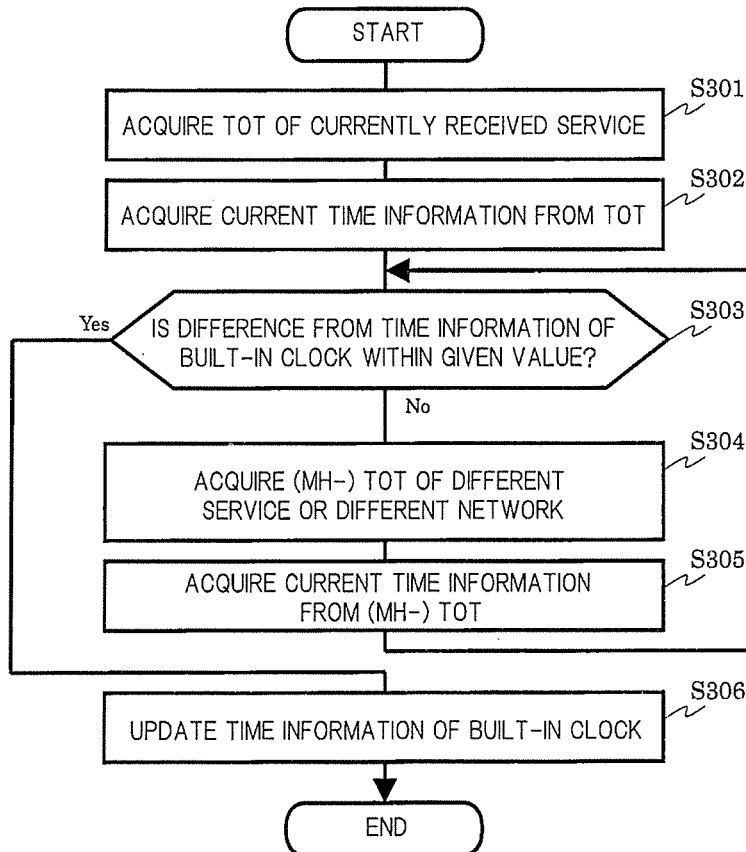 START
S301
ACQUIRE TOT OF CURRENTLY RECEIVED SERVICE
S302
ACQUIRE CURRENT TIME INFORMATION FROM TOT
S303
Yes
IS DIFFERENCE FROM TIME INFORMATION OF
BUILT-IN CLOCK WITHIN GIVEN VALUE?
No
S304
ACQUIRE (MH-) TOT OF DIFFERENT
SERVICE OR DIFFERENT NETWORK
S305
ACQUIRE CURRENT TIME INFORMATION
FROM (MH-) TOT
S306
UPDATE TIME INFORMATION OF BUILT-IN CLOCK
END